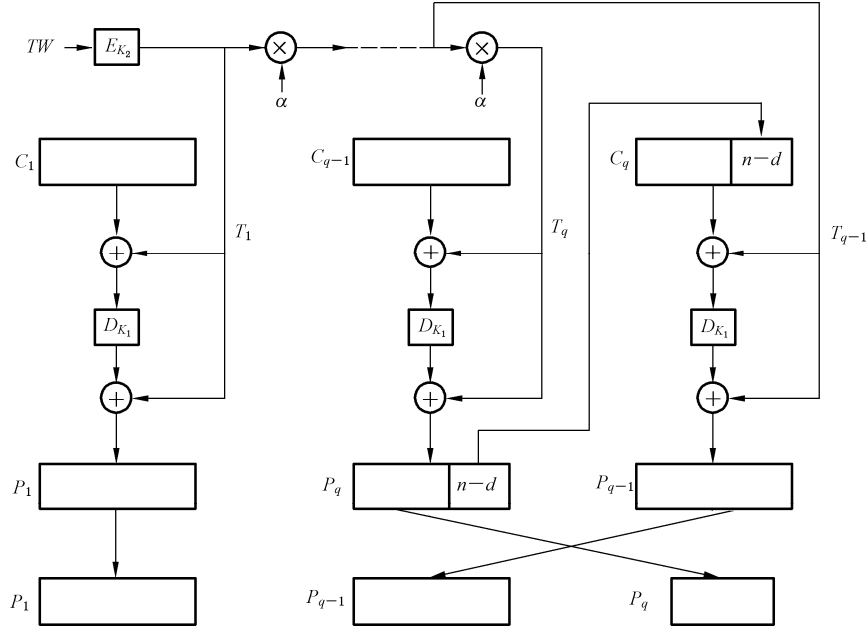 TW E_{K_2} × × 
α α
C_1 C_{q-1} C_q n-d
T_1 T_q T_{q-1}
+ + +
D_{K_1} D_{K_1} D_{K_1}
+ + +
P_1 P_q n-d P_{q-1}
P_1 P_{q-1} P_q